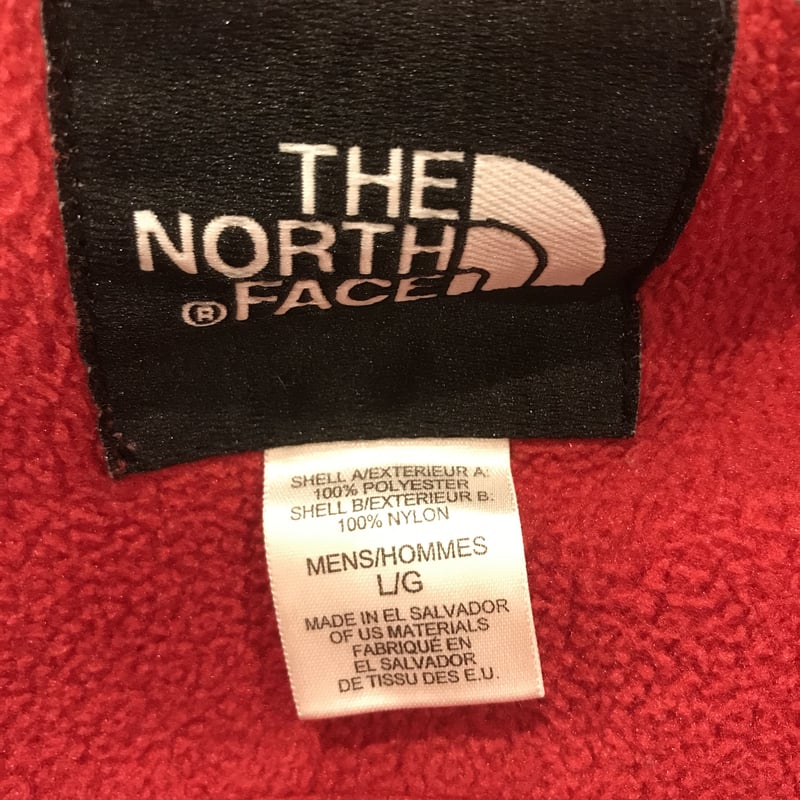 THE
NORTH
® FACE
SHELL A/EXTERIEUR A:
100% POLYESTER
SHELL B/EXTERIEUR B:
100% NYLON
MENS/HOMMES
L/G
MADE IN EL SALVADOR
OF US MATERIALS
FABRIQUÉ EN
EL SALVADOR
DE TISSU DES E.U.